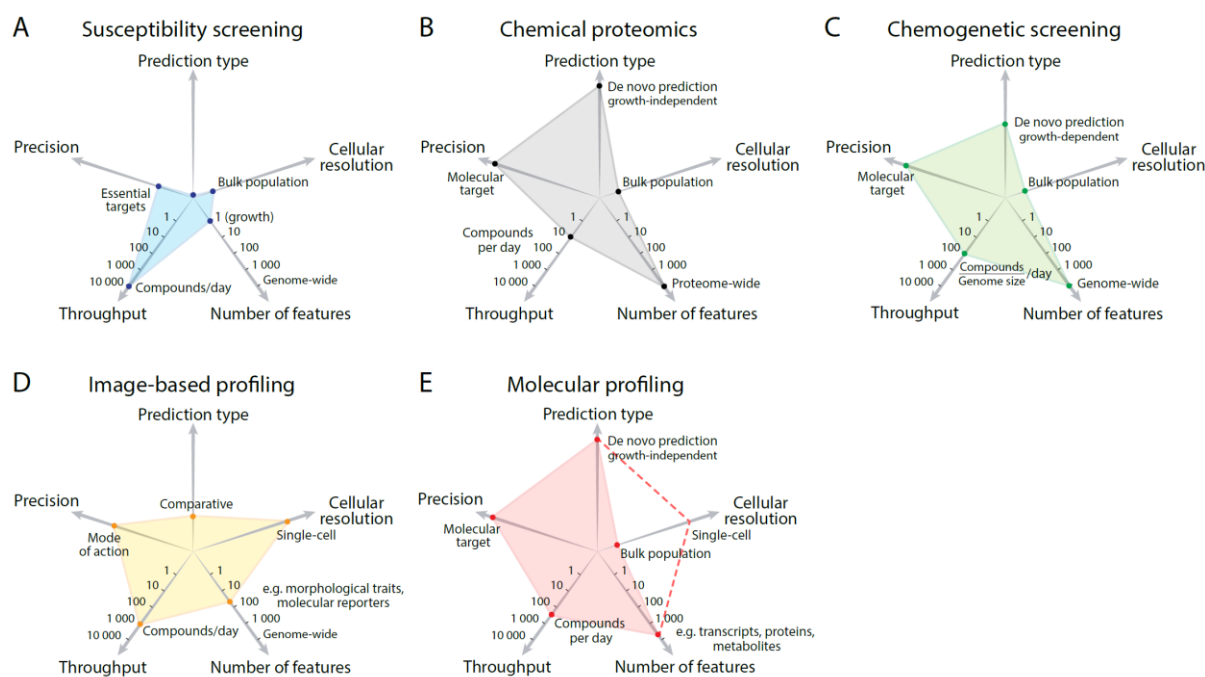 A
Susceptibility screening
Prediction type
Precision
Cellular
resolution
Essential
targets
Bulk population
1
10
100
1 000
10 000
1 (growth)
10
100
1 000
Genome-wide
Compounds/day
Throughput
Number of features
B
Chemical proteomics
Prediction type
De novo prediction
growth-independent
Precision
Cellular
resolution
Molecular
target
Bulk population
Compounds
per day
1
10
100
1 000
10 000
1
10
100
1 000
Proteome-wide
Throughput
Number of features
C
Chemogenetic screening
Prediction type
De novo prediction
growth-dependent
Precision
Cellular
resolution
Molecular
target
Bulk population
1
10
100
1 000
10 000
1
10
100
1 000
Compounds
Genome size
/day
Genome-wide
Throughput
Number of features
D
Image-based profiling
Prediction type
Precision
Comparative
Cellular
resolution
Mode
of action
Single-cell
1
10
100
1 000
10 000
1
10
100
1 000
e.g. morphological traits,
molecular reporters
Compounds/day
Genome-wide
Throughput
Number of features
E
Molecular profiling
Prediction type
De novo prediction
growth-independent
Precision
Cellular
resolution
Molecular
target
Single-cell
Bulk population
1
10
100
1 000
10 000
1
10
100
1 000
Compounds
per day
e.g. transcripts, proteins,
metabolites
Throughput
Number of features